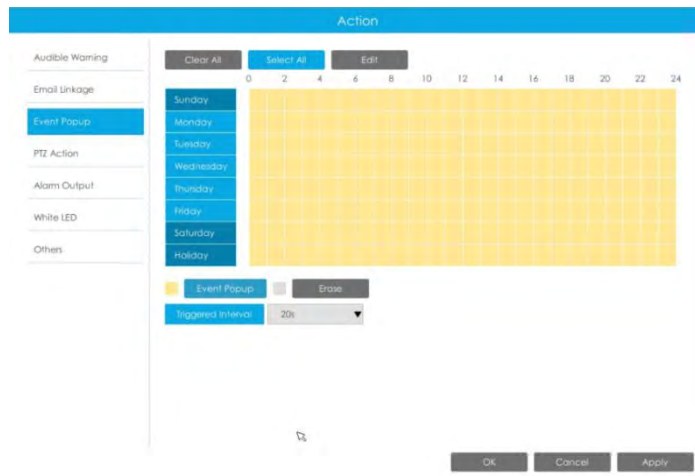 Action
Audible Warning
Email Linkage
Event Popup
PTZ Action
Alarm Output
White LED
Others
Clear All Select All Edit
0 2 4 6 8 10 12 14 16 18 20 22 24
Sunday
Monday
Tuesday
Wednesday
Thursday
Friday
Saturday
Holiday
Event Popup Erase
Triggered Interval 20s
OK Cancel Apply